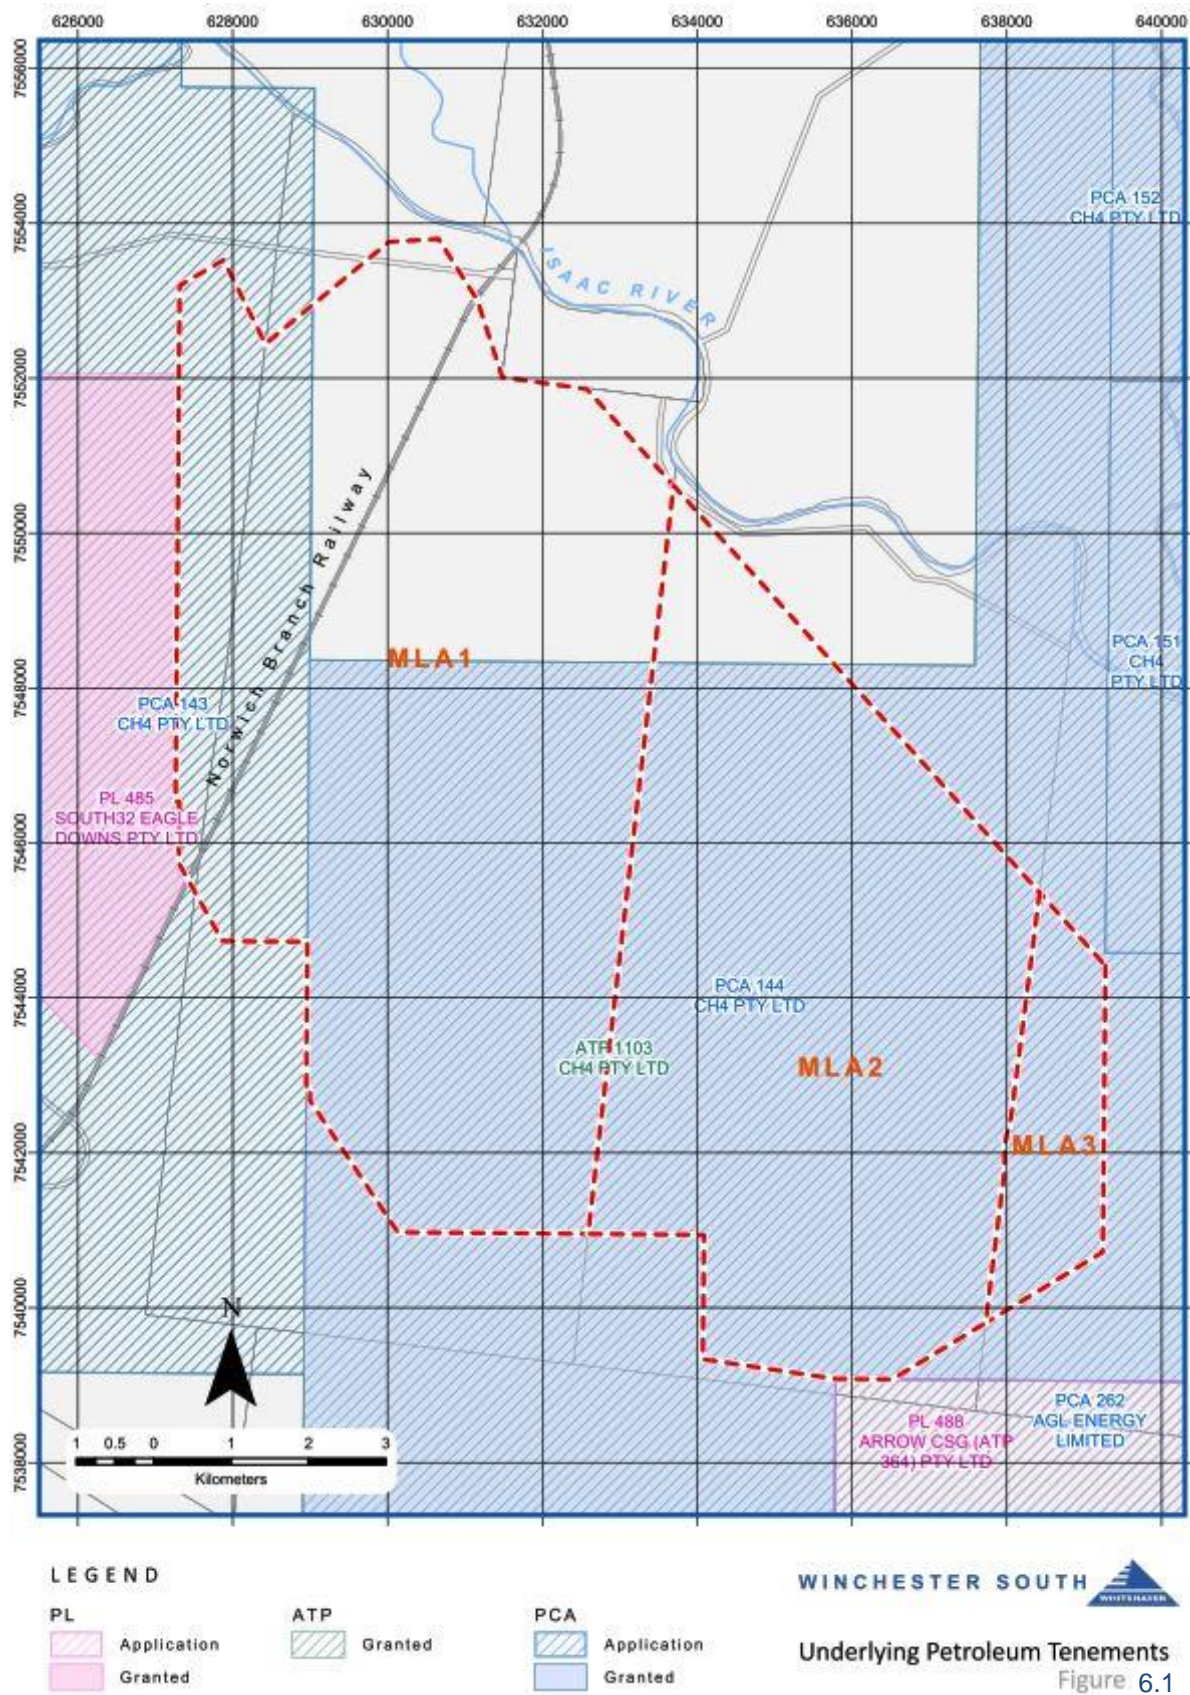 626000
628000
630000
632000
634000
636000
638000
640000
7556000
7554000
7552000
7550000
7548000
7546000
7544000
7542000
7540000
7538000
PCA 152
CH4 PTY LTD
ISAAC RIVER
Norwich Branch Railway
MLA1
PCA 151
CH4
PTY LTD
PCA 143
CH4 PTY LTD
PL 485
SOUTH32 EAGLE
DOWNS PTY LTD
PCA 144
CH4 PTY LTD
ATP 1103
CH4 PTY LTD
MLA2
MLA3
N
PCA 262
AGL ENERGY
LIMITED
PL 488
ARROW CSG (ATP
364) PTY LTD
1 0.5 0 1 2 3
Kilometers
LEGEND
PL
Application
Granted
ATP
Granted
PCA
Application
Granted
WINCHESTER SOUTH
WHITEHAVEN
Underlying Petroleum Tenements
Figure 6.1